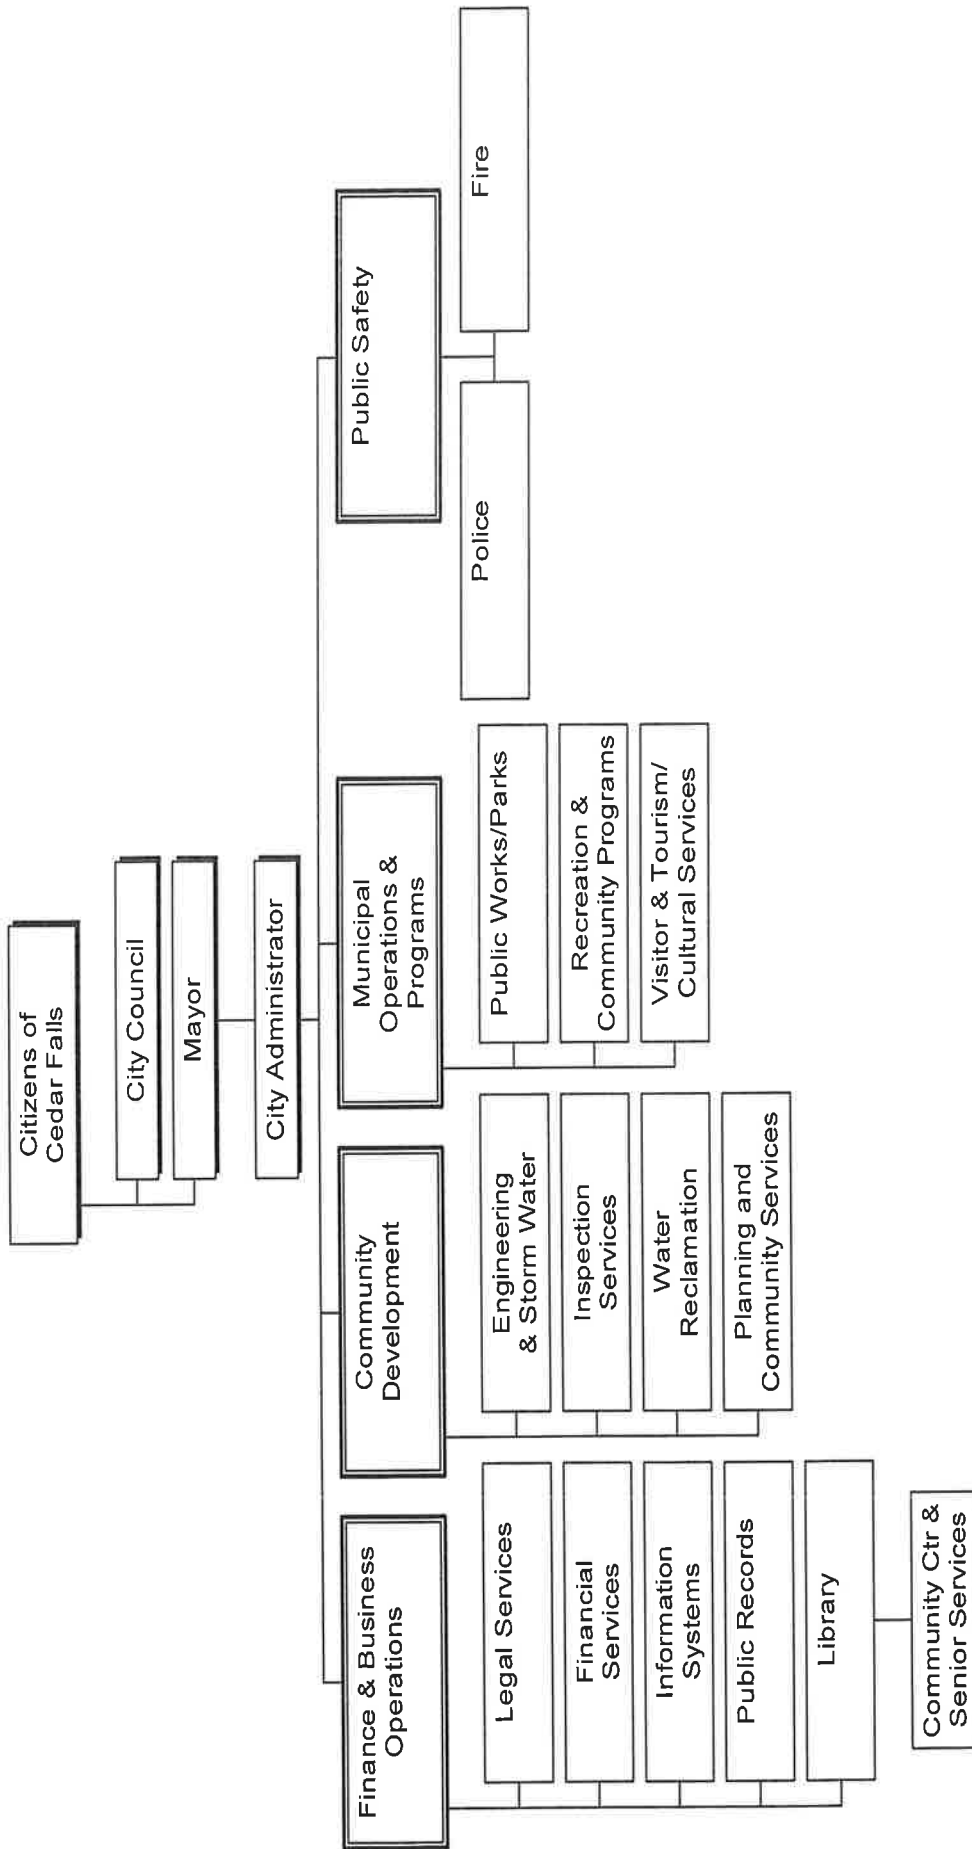 Citizens of
Cedar Falls
City Council
Mayor
City Administrator
Finance & Business
Operations
Legal Services
Financial
Services
Information
Systems
Public Records
Library
Community Ctr &
Senior Services
Community
Development
Engineering
& Storm Water
Inspection
Services
Water
Reclamation
Planning and
Community Services
Municipal
Operations &
Programs
Public Works/Parks
Recreation &
Community Programs
Visitor & Tourism/
Cultural Services
Public Safety
Police
Fire